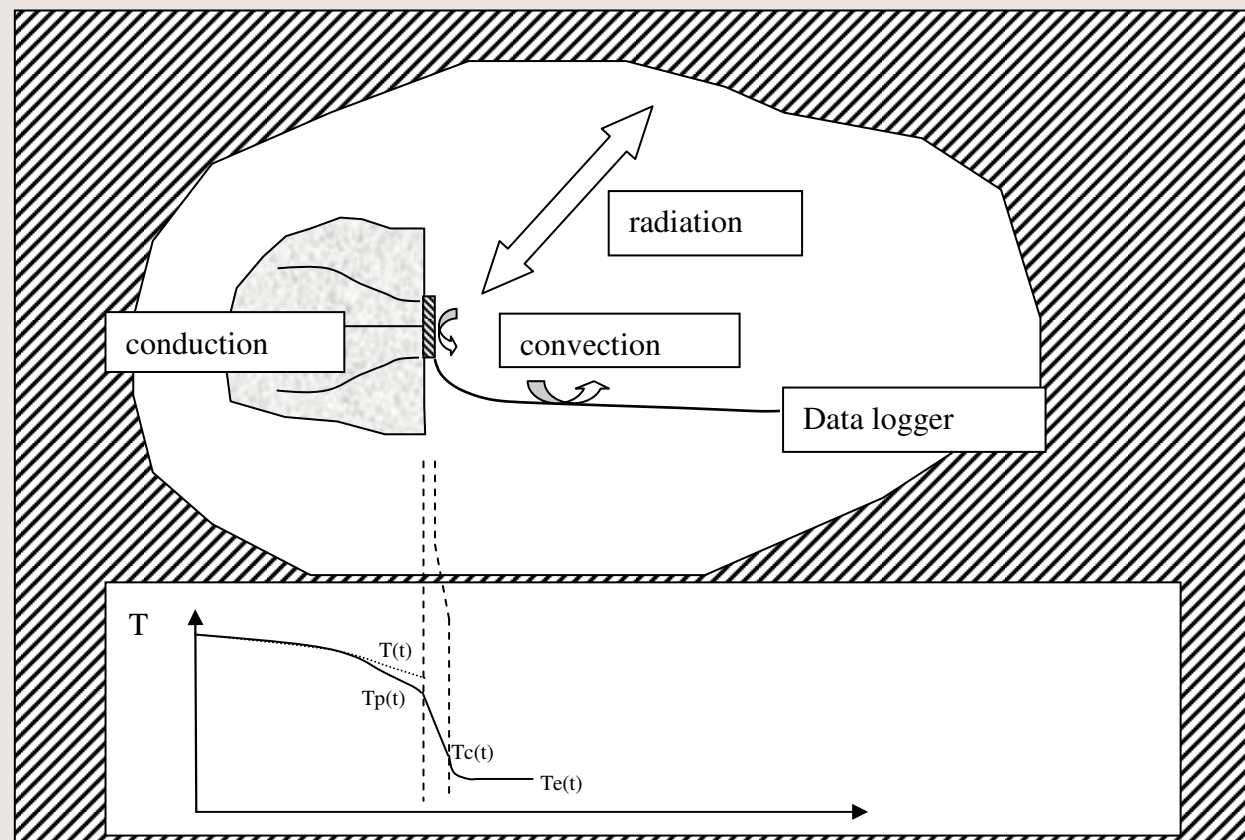 radiation
conduction
convection
Data logger
T
T(t)
Tp(t)
Tc(t)
Te(t)